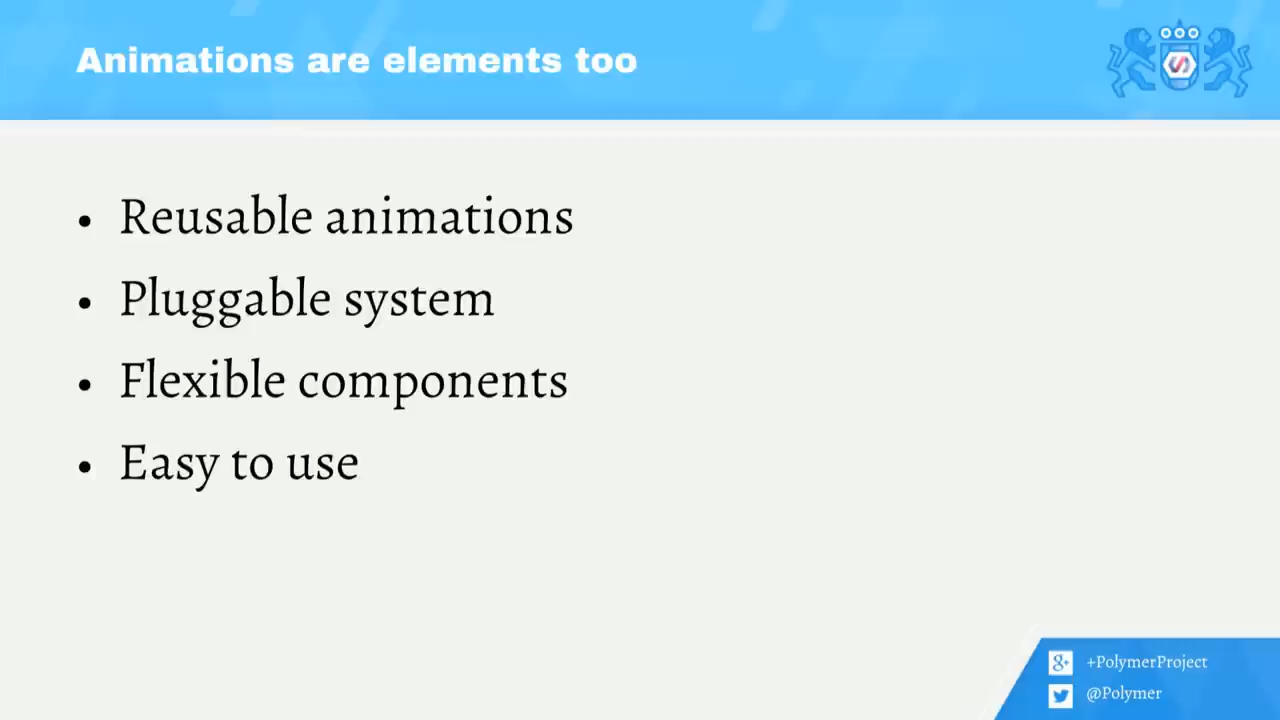 Animations are elements too
• Reusable animations
• Pluggable system
• Flexible components
• Easy to use
+PolymerProject
@Polymer